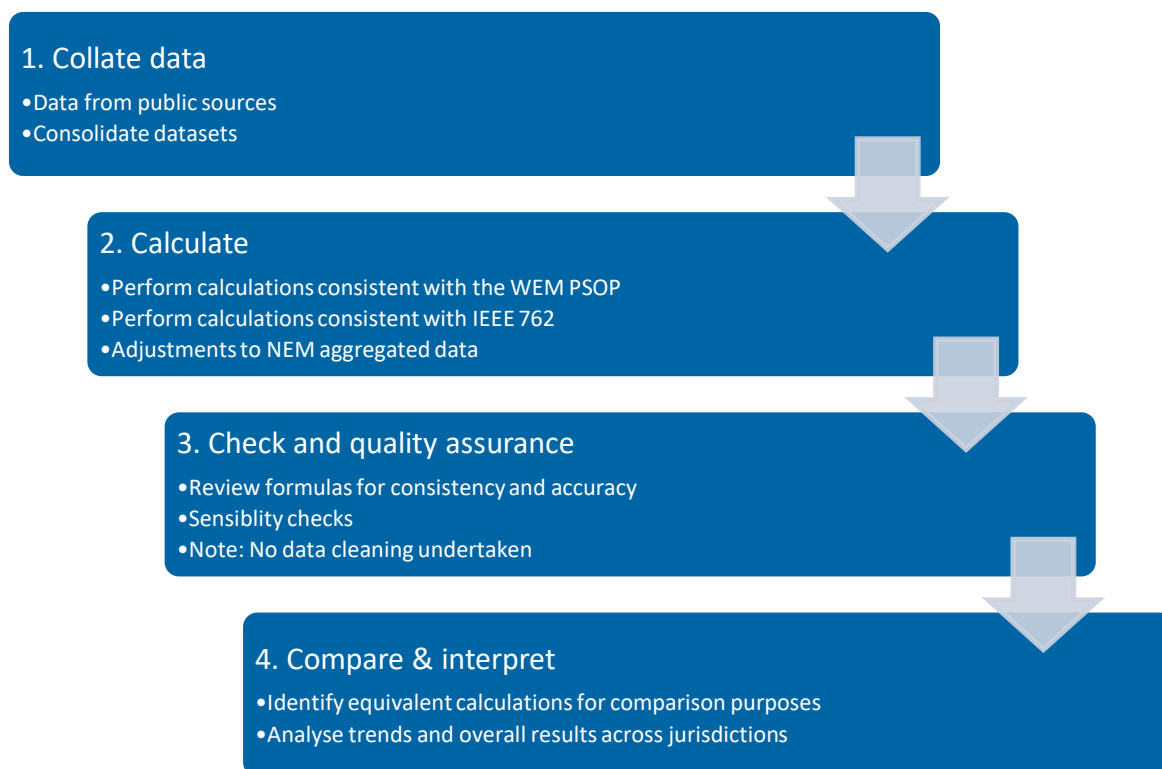 1. Collate data
•Data from public sources
•Consolidate datasets
2. Calculate
•Perform calculations consistent with the WEM PSOP
•Perform calculations consistent with IEEE 762
•Adjustments to NEM aggregated data
3. Check and quality assurance
•Review formulas for consistency and accuracy
•Sensiblity checks
•Note: No data cleaning undertaken
4. Compare & interpret
•Identify equivalent calculations for comparison purposes
•Analyse trends and overall results across jurisdictions